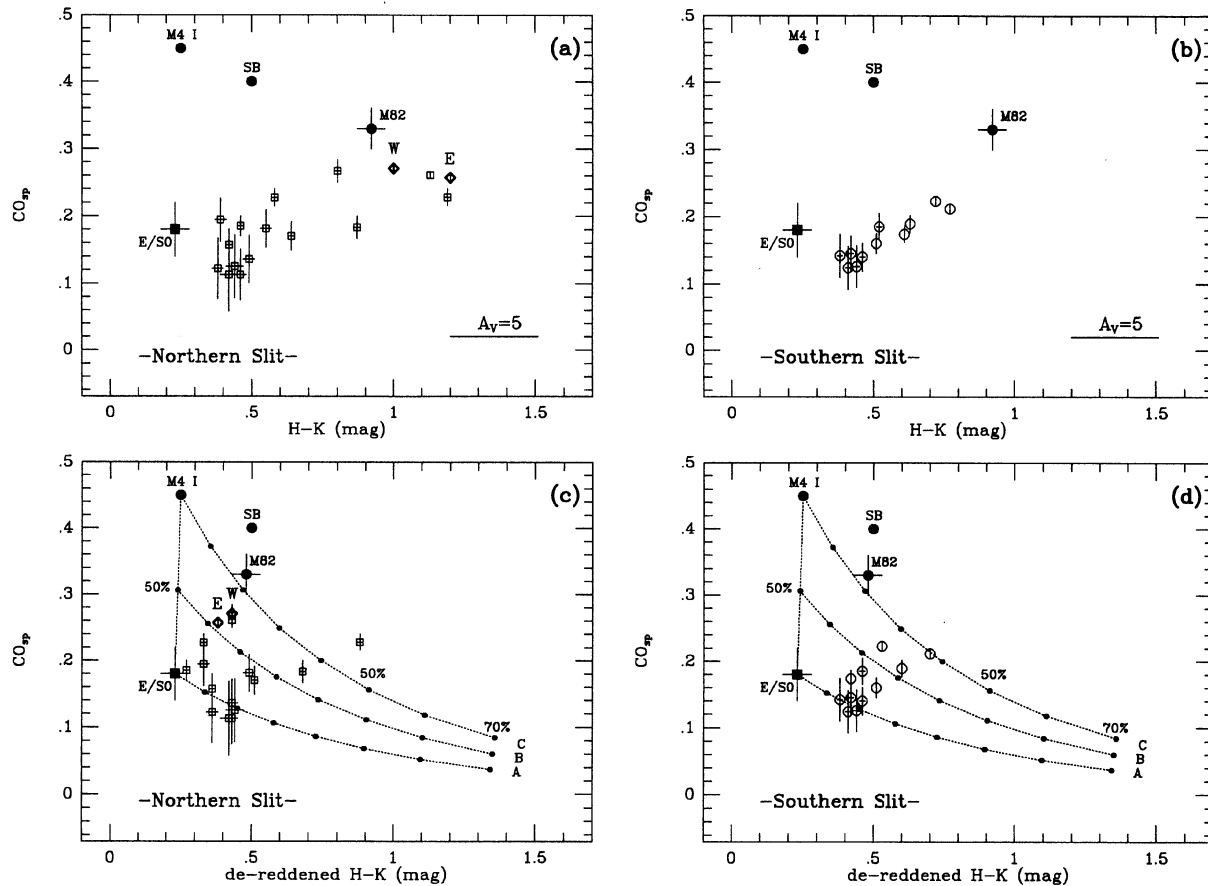 (a)
M4 I
SB
M82
W
E
E/S0
A_V=5
-Northern Slit-
.5
.4
.3
.2
.1
0
CO_sp
0
.5
1
1.5
H-K (mag)
(b)
M4 I
SB
M82
E/S0
A_V=5
-Southern Slit-
.5
.4
.3
.2
.1
0
CO_sp
0
.5
1
1.5
H-K (mag)
(c)
M4 I
SB
M82
50%
E
W
E/S0
50%
70%
C
B
A
-Northern Slit-
.5
.4
.3
.2
.1
0
CO_sp
0
.5
1
1.5
de-reddened H-K (mag)
(d)
M4 I
SB
M82
50%
E/S0
50%
70%
C
B
A
-Southern Slit-
.5
.4
.3
.2
.1
0
CO_sp
0
.5
1
1.5
de-reddened H-K (mag)